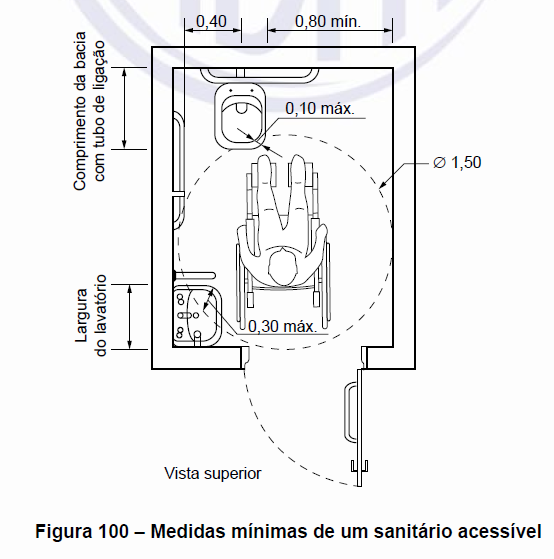 0,40
0,80 mín.
Comprimento da bacia
com tubo de ligação
0,10 máx.
Ø 1,50
Largura
do lavatório
0,30 máx.
Vista superior
Figura 100 – Medidas mínimas de um sanitário acessível